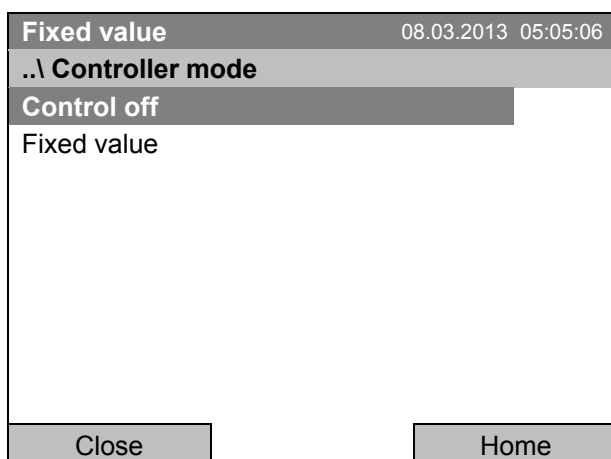 Fixed value 08.03.2013 05:05:06
..\ Controller mode
Control off
Fixed value
Close Home